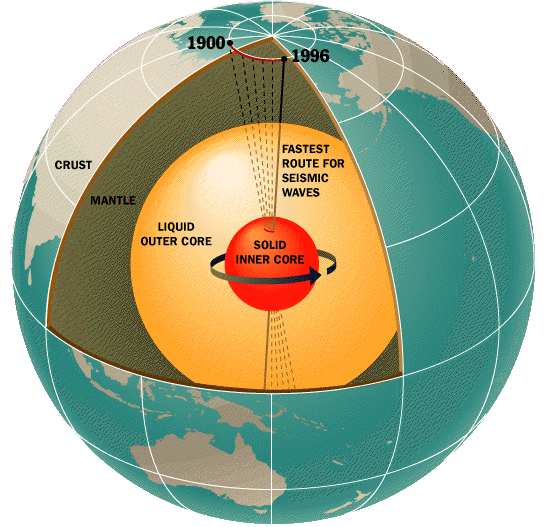 1900
1996
FASTEST
ROUTE FOR
SEISMIC
WAVES
CRUST
MANTLE
LIQUID
OUTER CORE
SOLID
INNER CORE